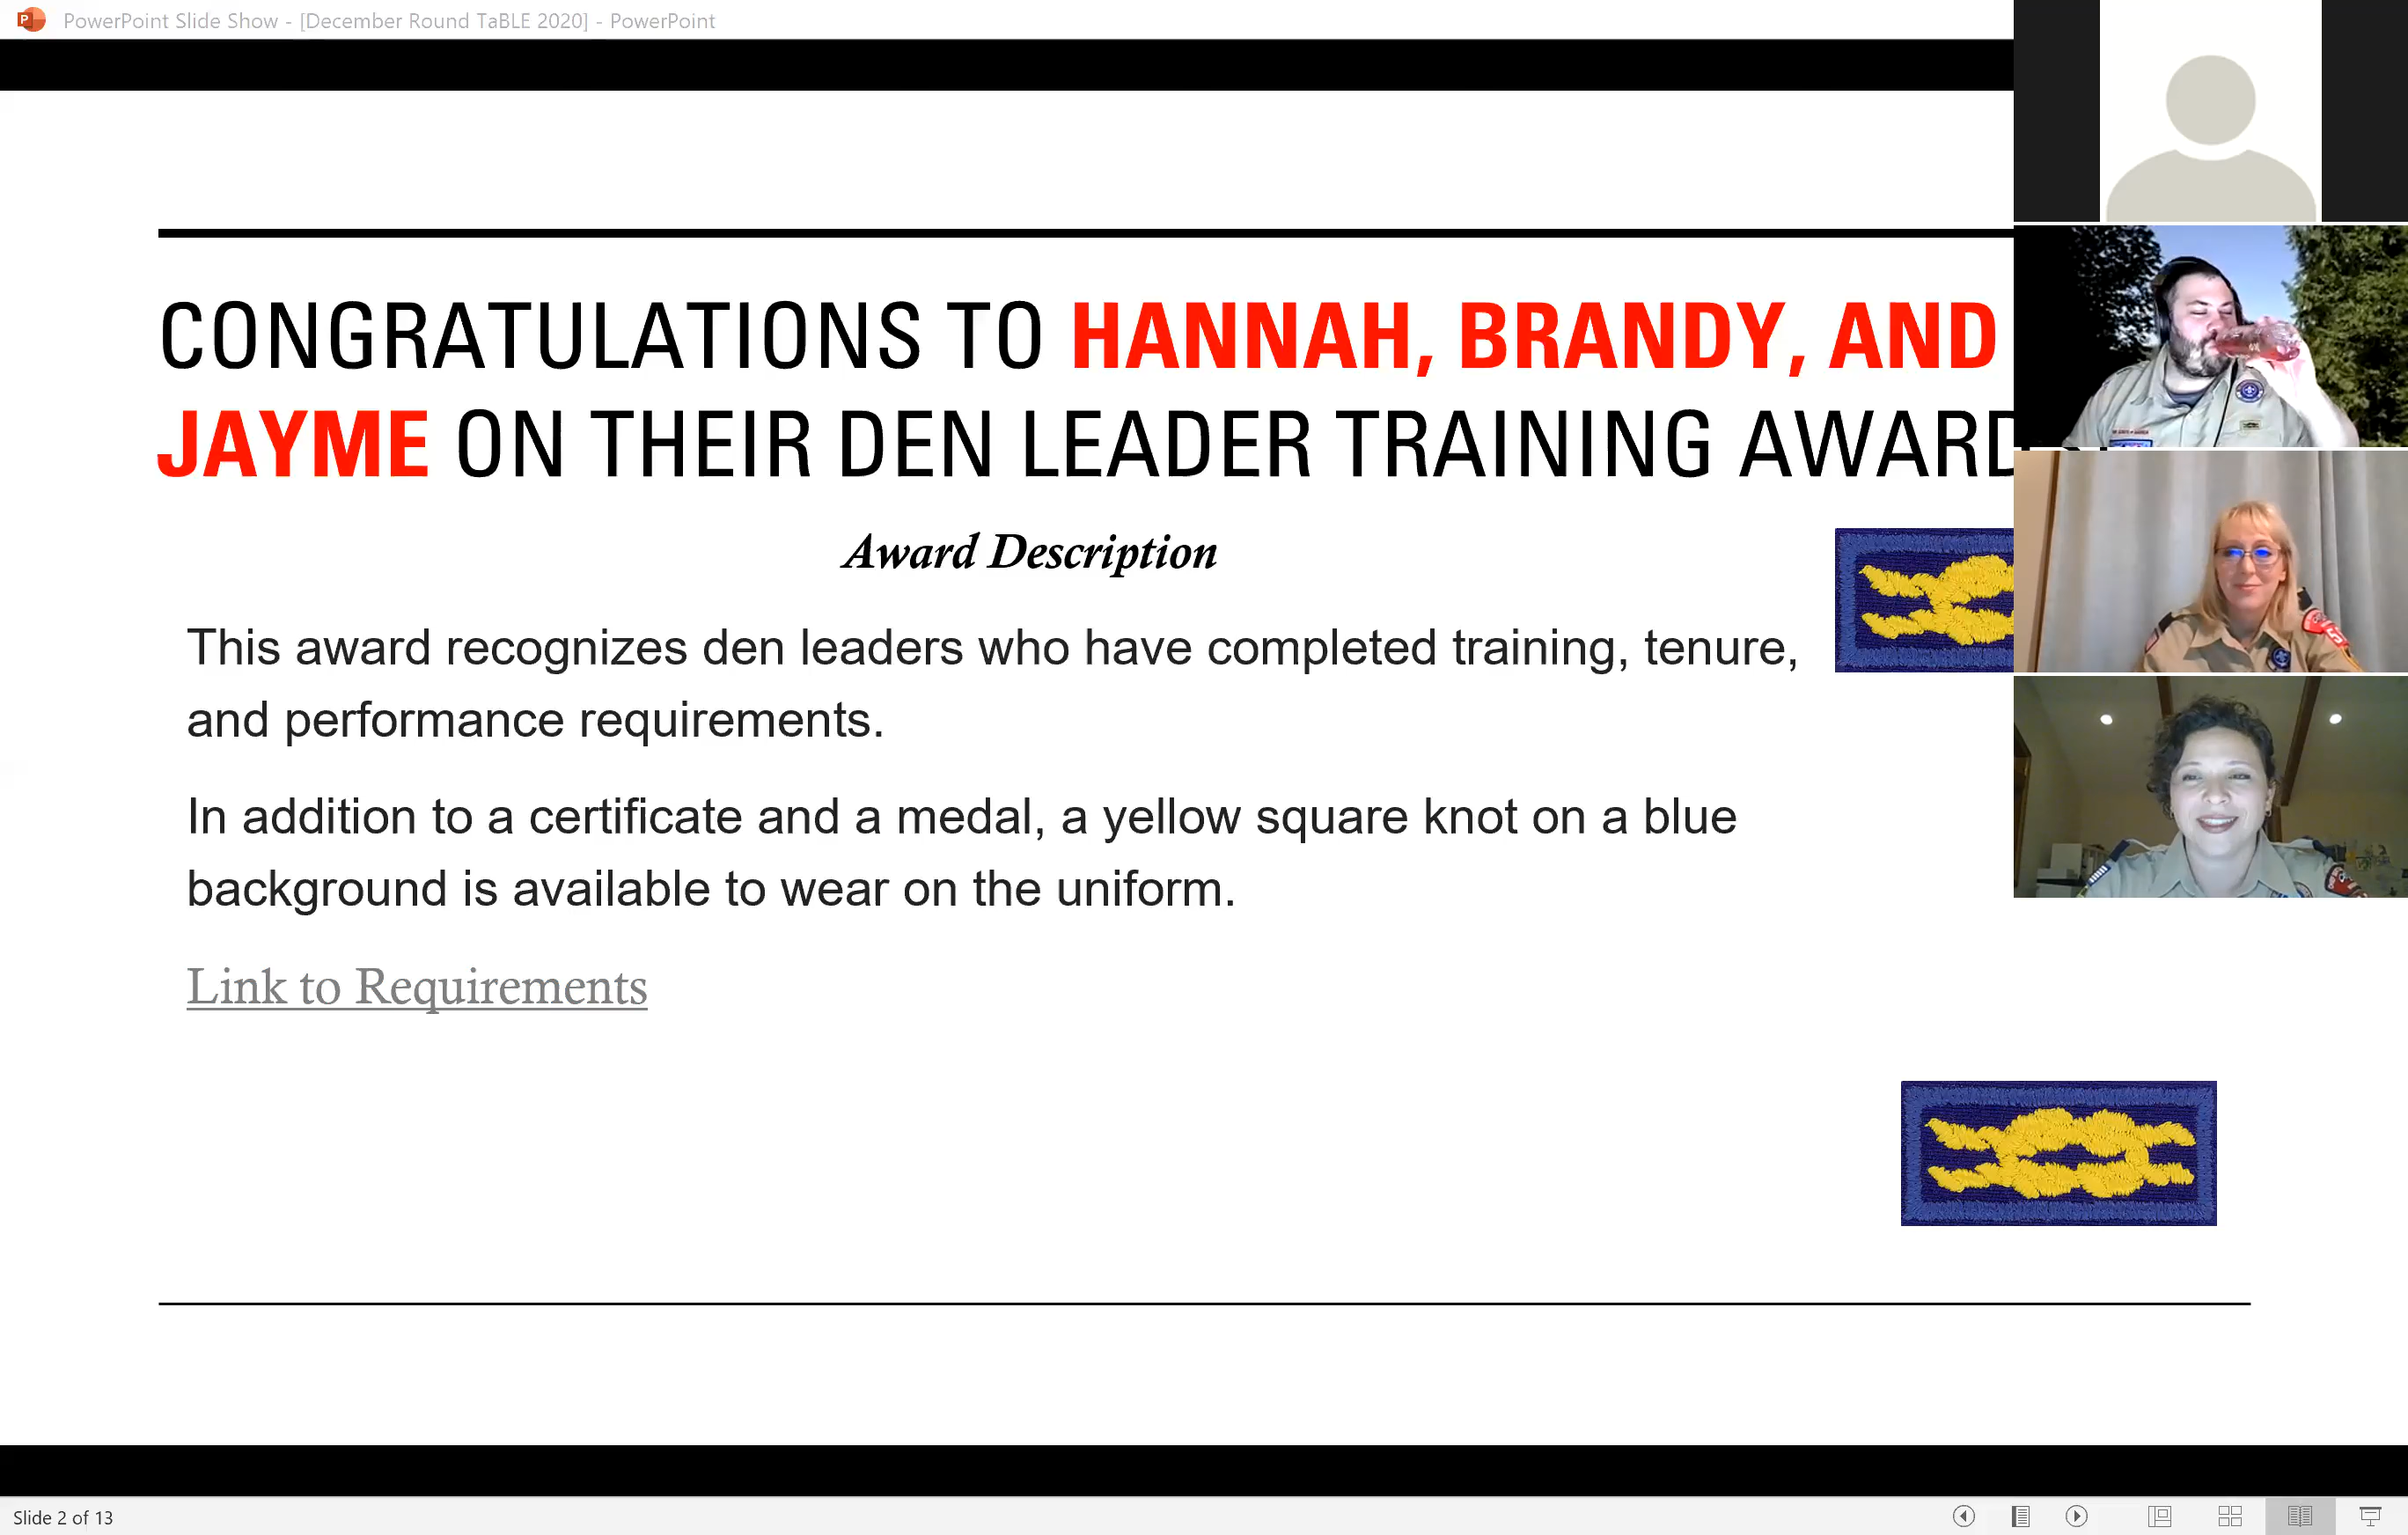 PowerPoint Slide Show - [December Round TaBLE 2020] - PowerPoint
CONGRATULATIONS TO HANNAH, BRANDY, AND
JAYME ON THEIR DEN LEADER TRAINING AWARD
Award Description
This award recognizes den leaders who have completed training, tenure,
and performance requirements.
In addition to a certificate and a medal, a yellow square knot on a blue
background is available to wear on the uniform.
Link to Requirements
Slide 2 of 13